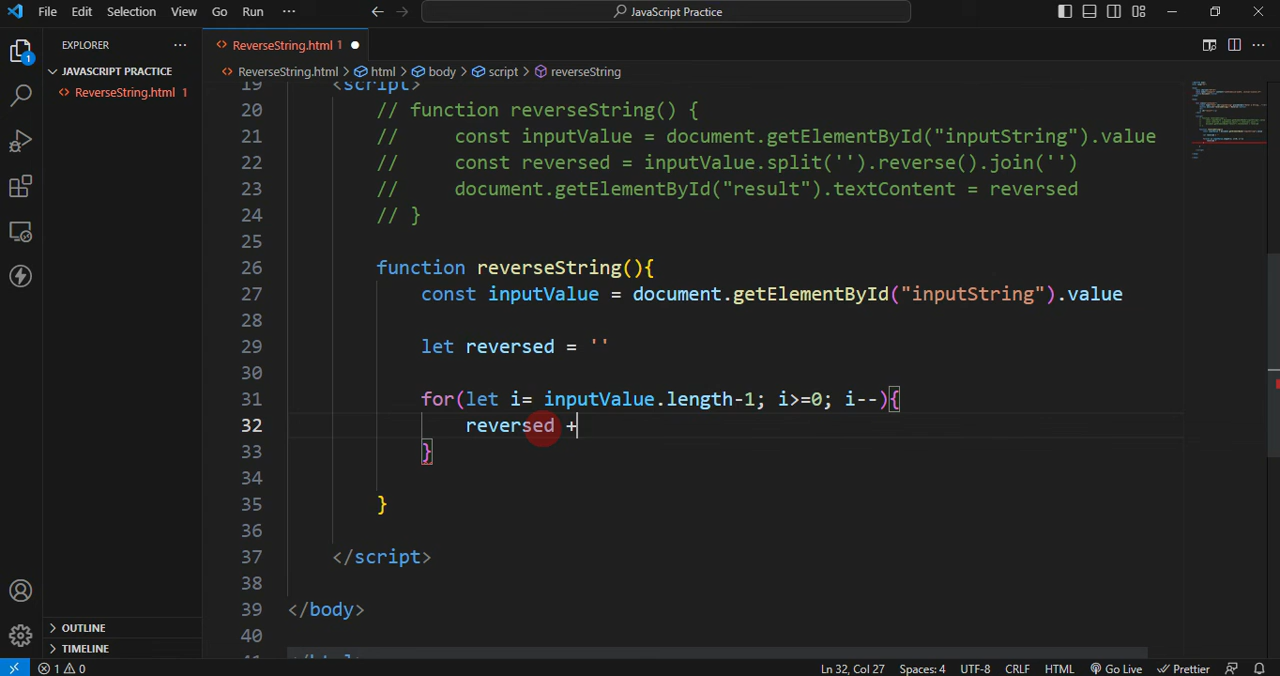 File Edit Selection View Go Run ··· JavaScript Practice
EXPLORER ··· ReverseString.html 1
JAVASCRIPT PRACTICE
ReverseString.html 1
ReverseString.html > html > body > script > reverseString
19 <script>
20 // function reverseString() {
21 // const inputValue = document.getElementById("inputString").value
22 // const reversed = inputValue.split('').reverse().join('')
23 // document.getElementById("result").textContent = reversed
24 // }
25
26 function reverseString(){
27 const inputValue = document.getElementById("inputString").value
28
29 let reversed = ''
30
31 for(let i= inputValue.length-1; i>=0; i--){
32 reversed +
33 }
34
35 }
36
37 </script>
38
39 </body>
40
OUTLINE
TIMELINE
1 0 Ln 32, Col 27 Spaces: 4 UTF-8 CRLF HTML Go Live Prettier